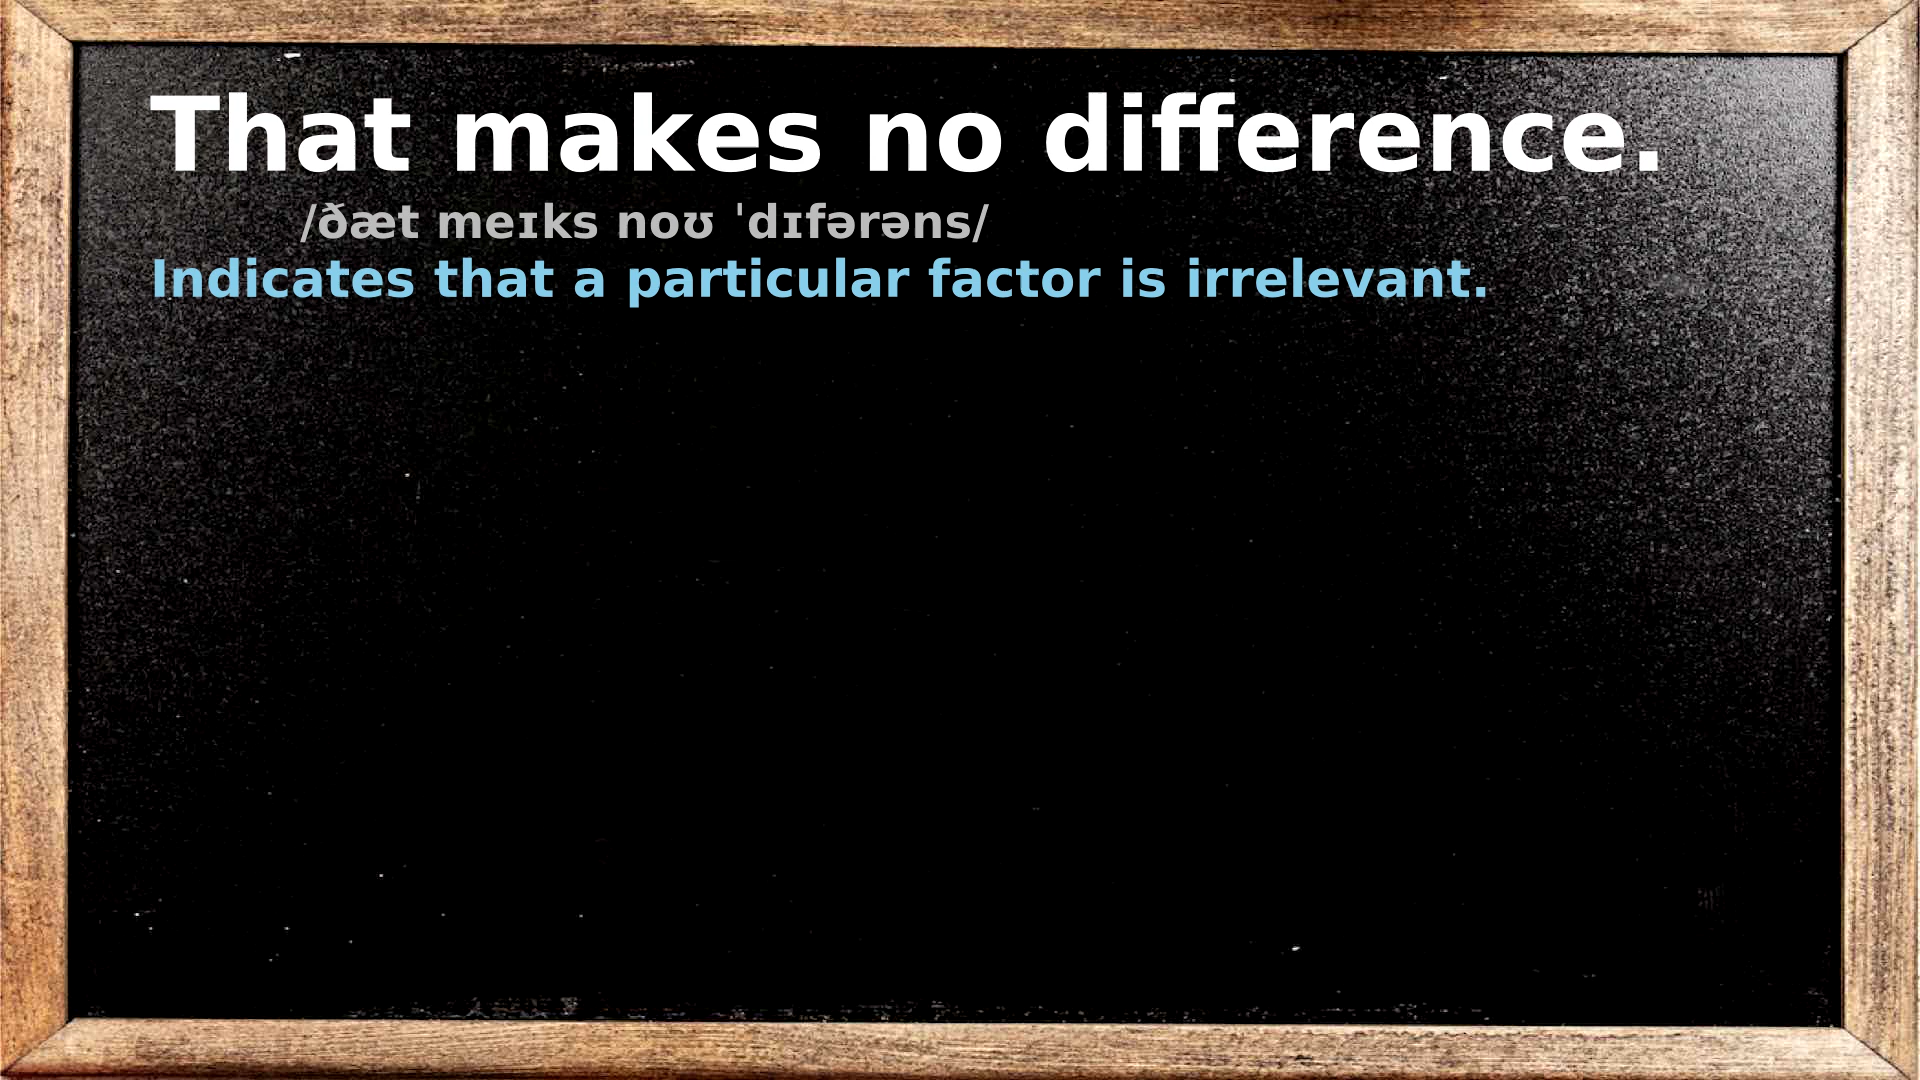 That makes no difference.
/ðæt meɪks noʊ ˈdɪfərəns/
Indicates that a particular factor is irrelevant.